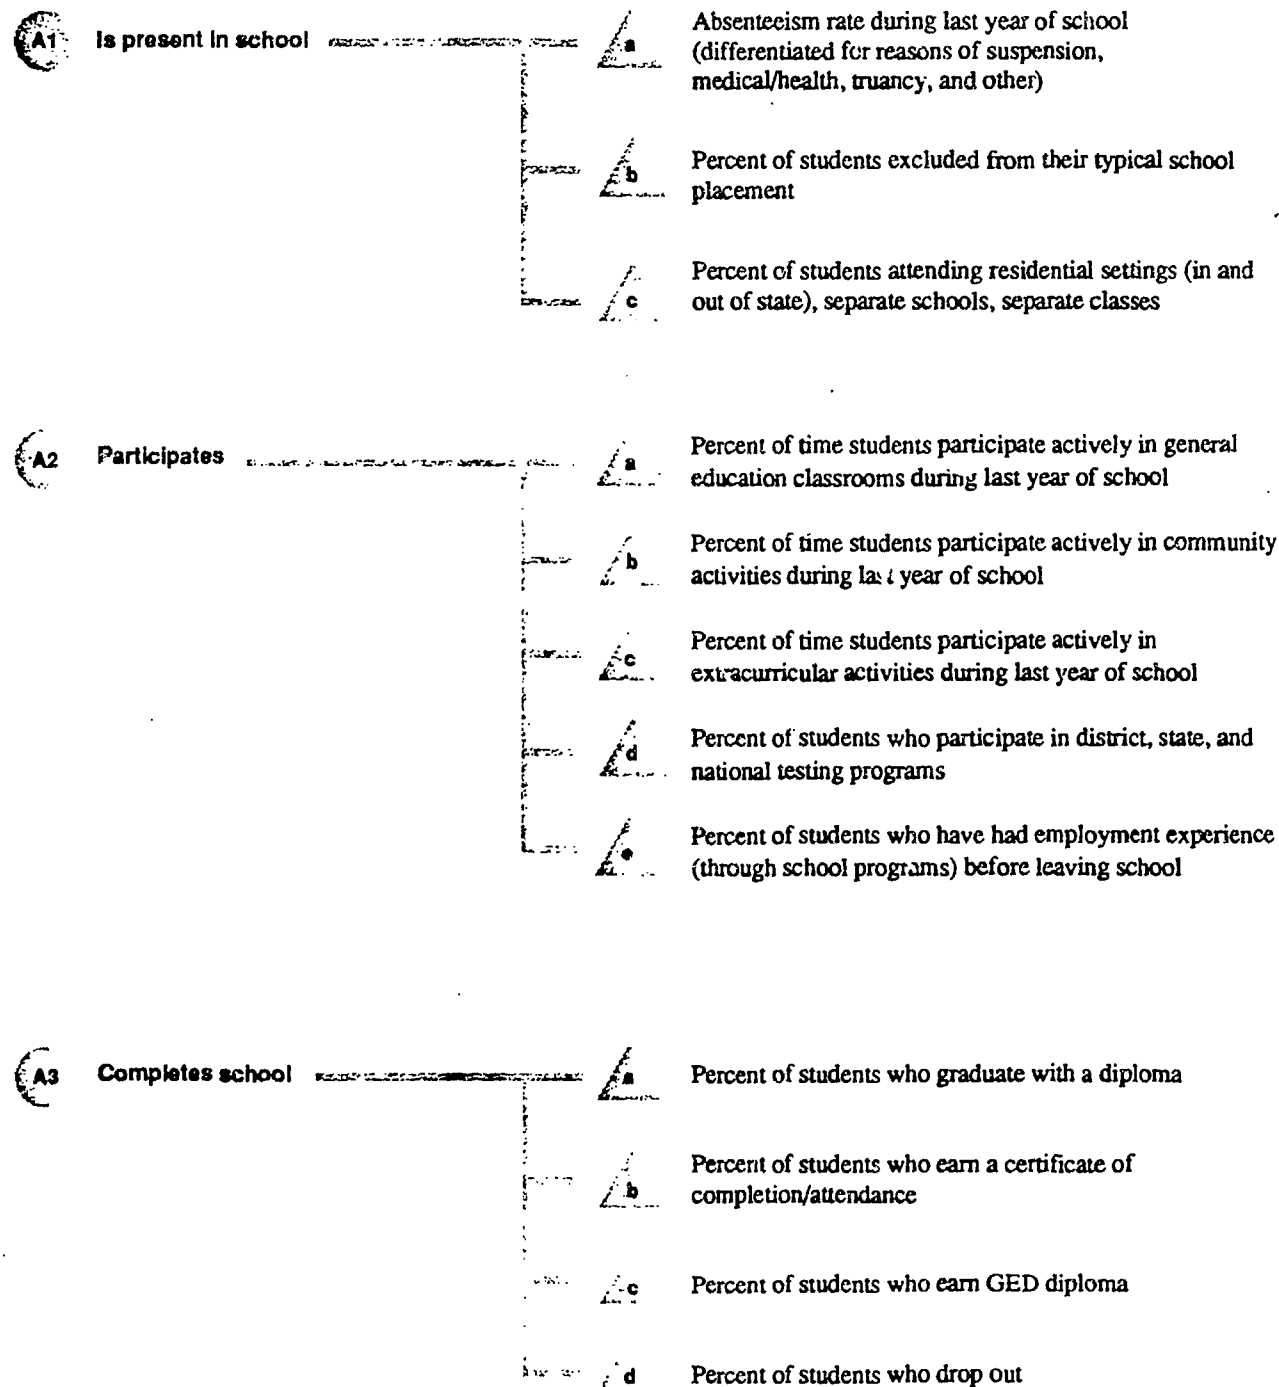 A1 Is present in school
a Absenteeism rate during last year of school
(differentiated for reasons of suspension,
medical/health, truancy, and other)
b Percent of students excluded from their typical school
placement
c Percent of students attending residential settings (in and
out of state), separate schools, separate classes
A2 Participates
a Percent of time students participate actively in general
education classrooms during last year of school
b Percent of time students participate actively in community
activities during last year of school
c Percent of time students participate actively in
extracurricular activities during last year of school
d Percent of students who participate in district, state, and
national testing programs
e Percent of students who have had employment experience
(through school programs) before leaving school
A3 Completes school
a Percent of students who graduate with a diploma
b Percent of students who earn a certificate of
completion/attendance
c Percent of students who earn GED diploma
d Percent of students who drop out